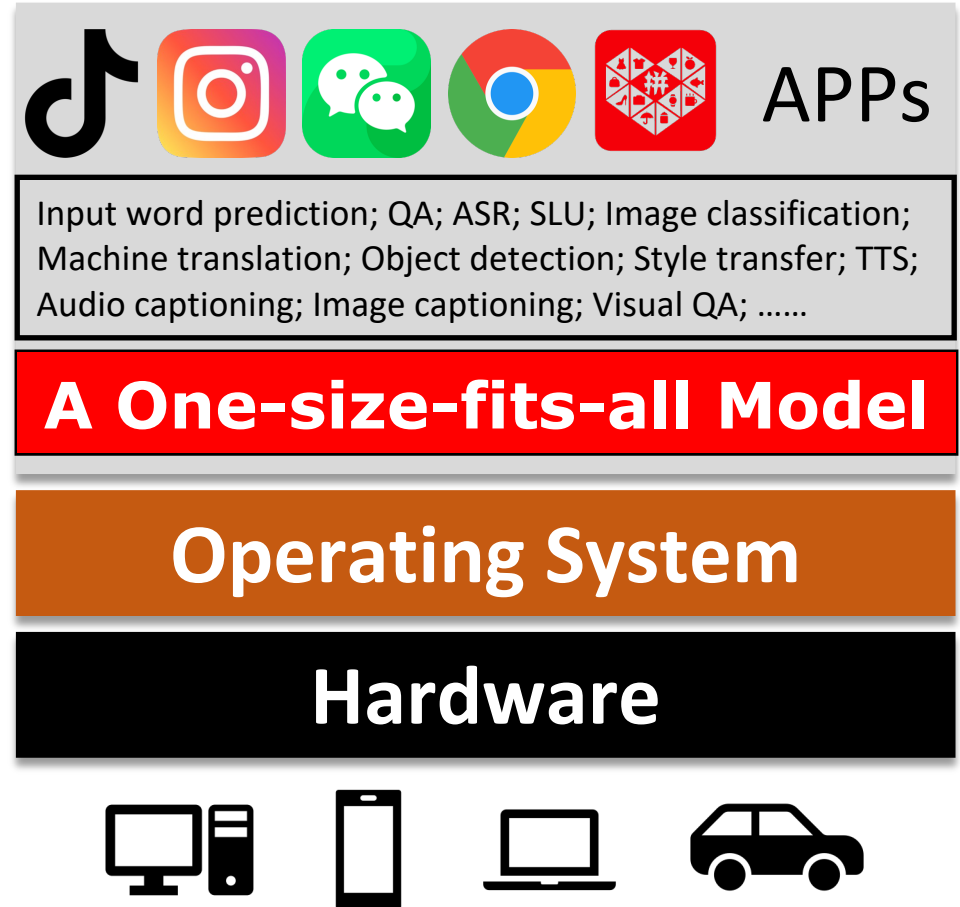 APPs
Input word prediction; QA; ASR; SLU; Image classification;
Machine translation; Object detection; Style transfer; TTS;
Audio captioning; Image captioning; Visual QA; ......
A One-size-fits-all Model
Operating System
Hardware